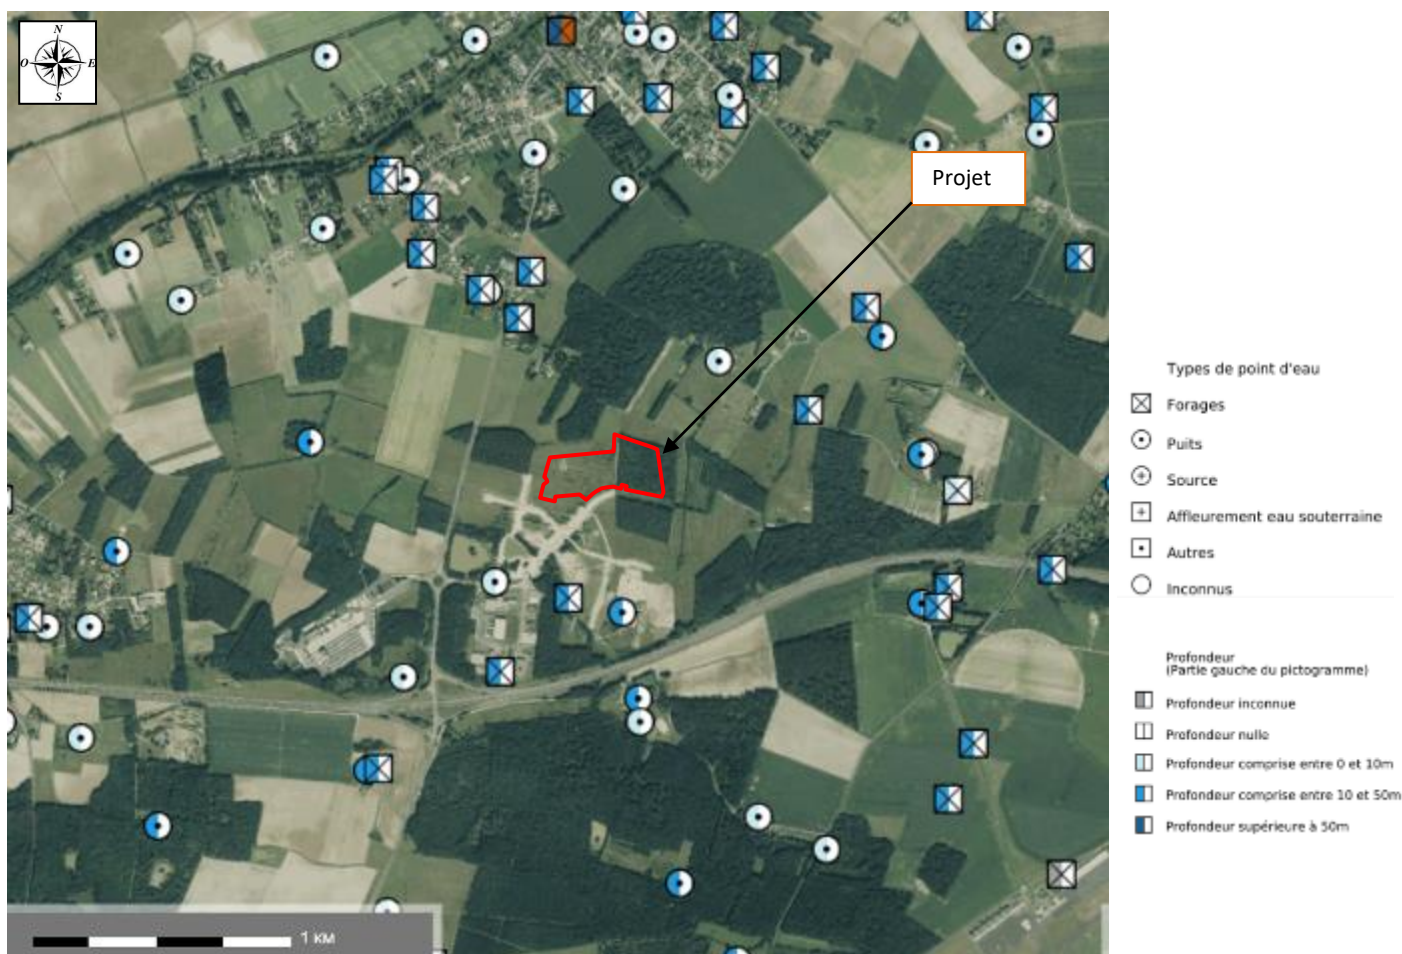 N
O E
S
Projet
Types de point d'eau
Forages
Puits
Source
Affleurement eau souterraine
Autres
Inconnus
Profondeur
(Partie gauche du pictogramme)
Profondeur inconnue
Profondeur nulle
Profondeur comprise entre 0 et 10m
Profondeur comprise entre 10 et 50m
Profondeur supérieure à 50m
1 KM